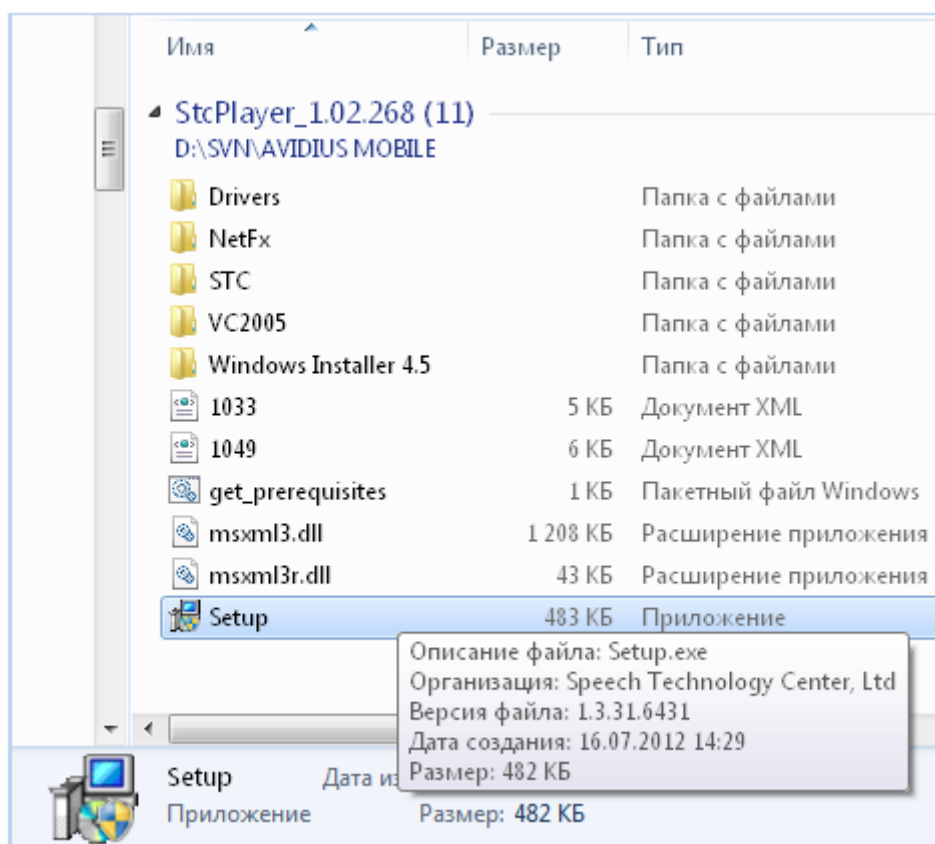 Имя Размер Тип
StcPlayer_1.02.268 (11)
D:\SVN\AVIDIUS MOBILE
Drivers Папка с файлами
NetFx Папка с файлами
STC Папка с файлами
VC2005 Папка с файлами
Windows Installer 4.5 Папка с файлами
1033 5 КБ Документ XML
1049 6 КБ Документ XML
get_prerequisites 1 КБ Пакетный файл Windows
msxml3.dll 1 208 КБ Расширение приложения
msxml3r.dll 43 КБ Расширение приложения
Setup 483 КБ Приложение
Описание файла: Setup.exe
Организация: Speech Technology Center, Ltd
Версия файла: 1.3.31.6431
Дата создания: 16.07.2012 14:29
Размер: 482 КБ
Setup Дата из
Приложение Размер: 482 КБ